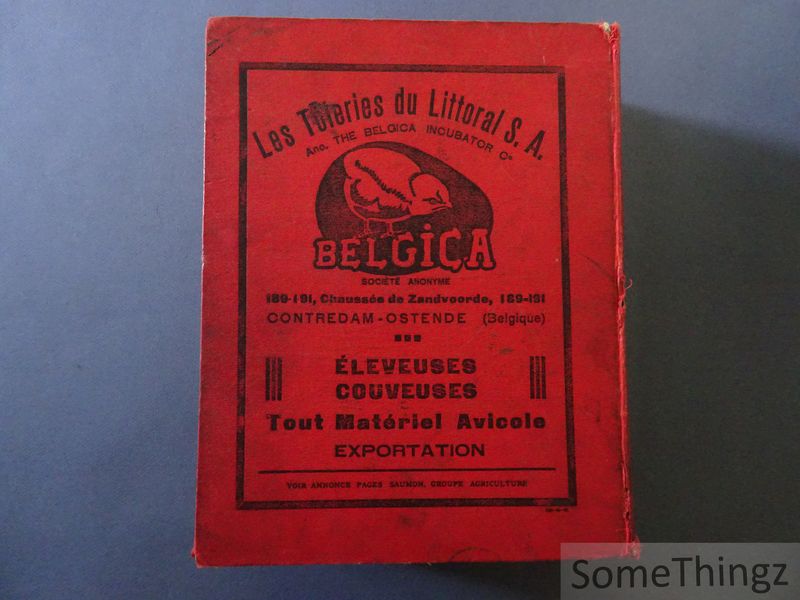 Les Tôleries du Littoral S. A.
Anc. THE BELGICA INCUBATOR Co
BELGICA
SOCIÉTÉ ANONYME
189-191, Chaussée de Zandvoorde, 189-191
CONTREDAM-OSTENDE (Belgique)
ÉLEVEUSES
COUVEUSES
Tout Matériel Avicole
EXPORTATION
VOIR ANNONCE PAGES SAUMON, GROUPE AGRICULTURE
SomeThingz